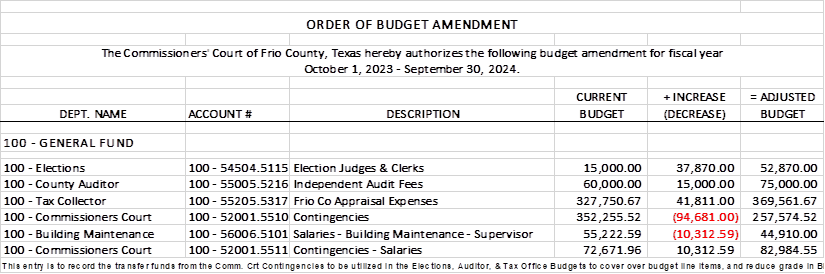 ORDER OF BUDGET AMENDMENT
The Commissioners' Court of Frio County, Texas hereby authorizes the following budget amendment for fiscal year
October 1, 2023 - September 30, 2024.
CURRENT + INCREASE = ADJUSTED
DEPT. NAME ACCOUNT # DESCRIPTION BUDGET (DECREASE) BUDGET
100 - GENERAL FUND
100 - Elections 100 - 54504.5115 Election Judges & Clerks 15,000.00 37,870.00 52,870.00
100 - County Auditor 100 - 55005.5216 Independent Audit Fees 60,000.00 15,000.00 75,000.00
100 - Tax Collector 100 - 55205.5317 Frio Co Appraisal Expenses 327,750.67 41,811.00 369,561.67
100 - Commissioners Court 100 - 52001.5510 Contingencies 352,255.52 (94,681.00) 257,574.52
100 - Building Maintenance 100 - 56006.5101 Salaries - Building Maintenance - Supervisor 55,222.59 (10,312.59) 44,910.00
100 - Commissioners Court 100 - 52001.5511 Contingencies - Salaries 72,671.96 10,312.59 82,984.55
This entry is to record the transfer funds from the Comm. Crt Contingencies to be utilized in the Elections, Auditor, & Tax Office Budgets to cover over budget line items, and reduce grade in